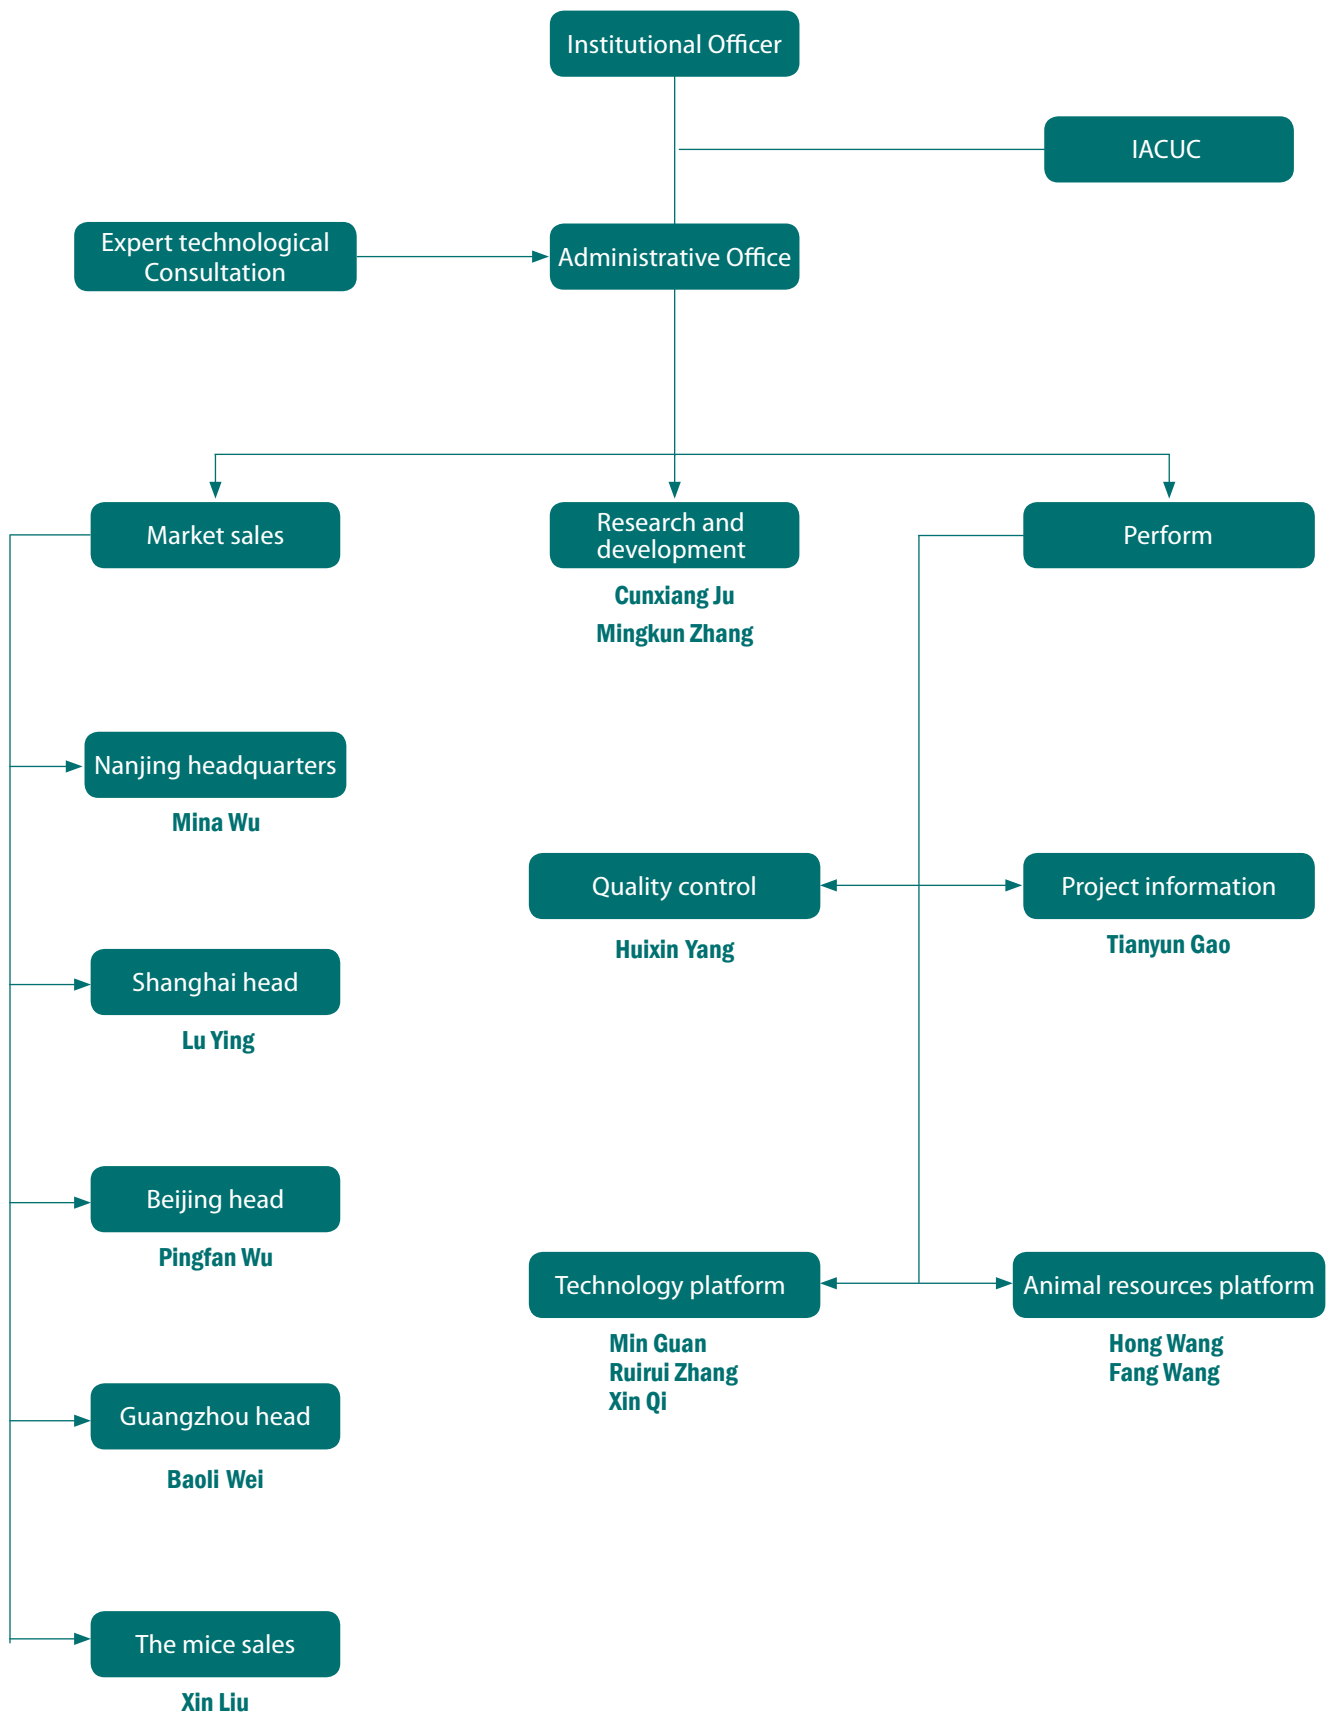 Institutional Officer
IACUC
Expert technological
Consultation
Administrative Office
Market sales
Research and
development
Cunxiang Ju
Mingkun Zhang
Perform
Nanjing headquarters
Mina Wu
Quality control
Huixin Yang
Project information
Tianyun Gao
Shanghai head
Lu Ying
Beijing head
Pingfan Wu
Technology platform
Min Guan
Ruirui Zhang
Xin Qi
Animal resources platform
Hong Wang
Fang Wang
Guangzhou head
Baoli Wei
The mice sales
Xin Liu